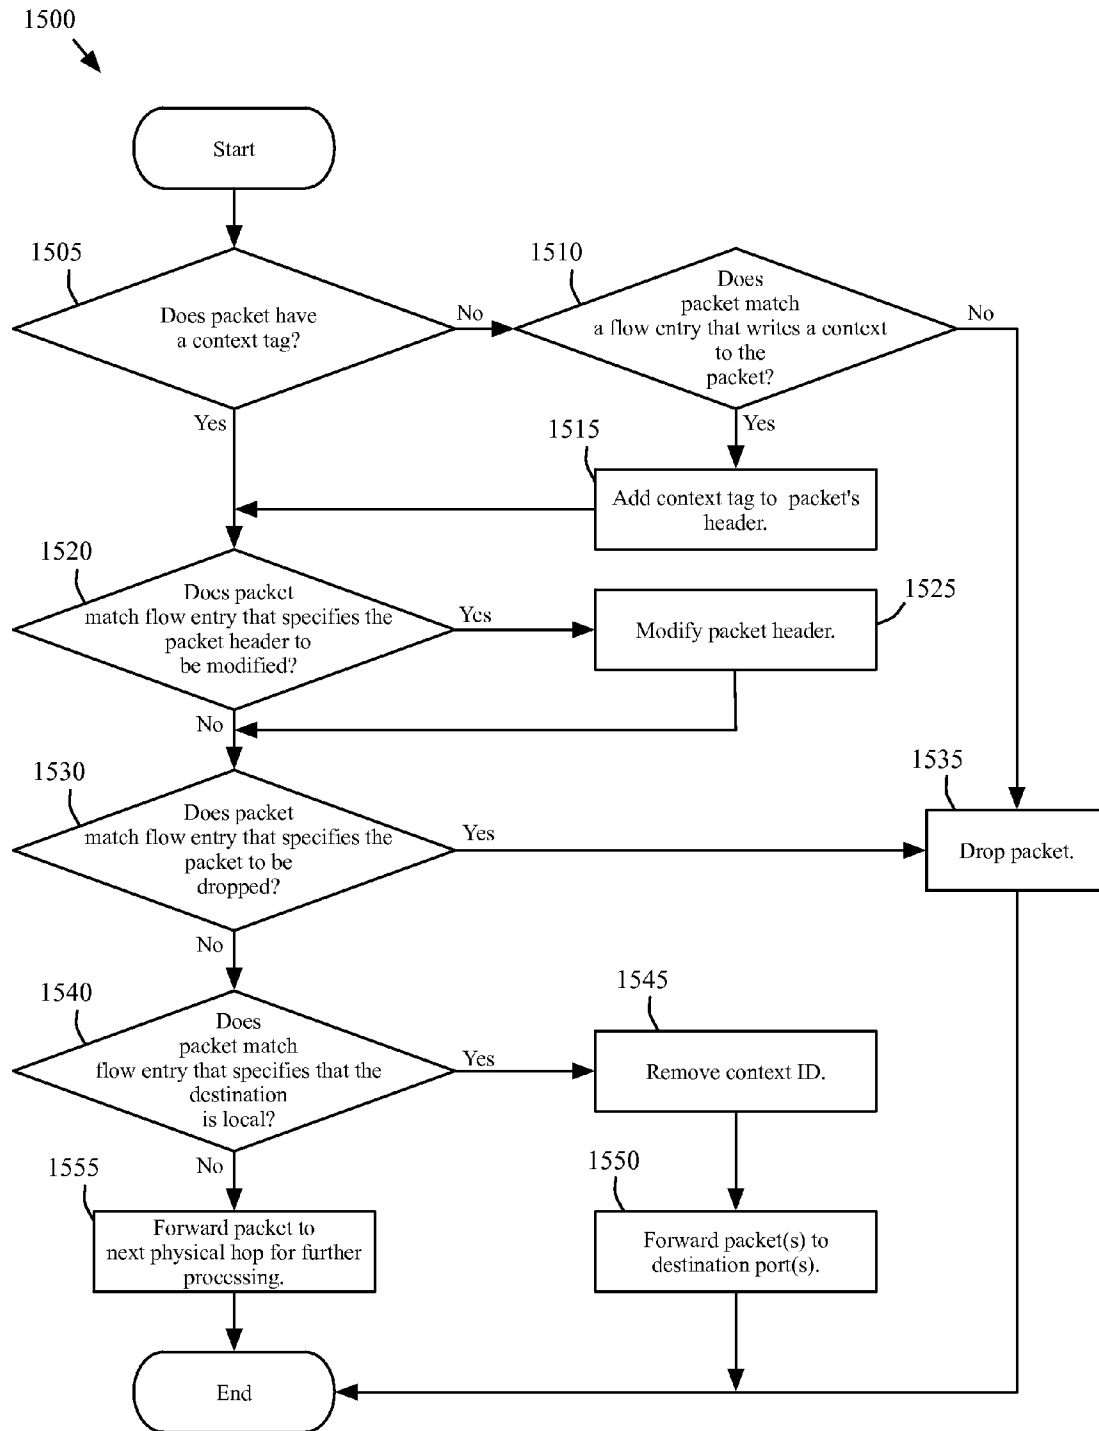 1500
Start
1505
Does packet have
a context tag?
No
1510
Does
packet match
a flow entry that writes a context
to the
packet?
No
Yes
Yes
1515
Add context tag to packet's
header.
1520
Does packet
match flow entry that specifies the
packet header to
be modified?
Yes
1525
Modify packet header.
No
1530
Does packet
match flow entry that specifies the
packet to be
dropped?
Yes
1535
Drop packet.
No
1540
Does
packet match
flow entry that specifies that the
destination
is local?
Yes
1545
Remove context ID.
No
1555
Forward packet to
next physical hop for further
processing.
1550
Forward packet(s) to
destination port(s).
End